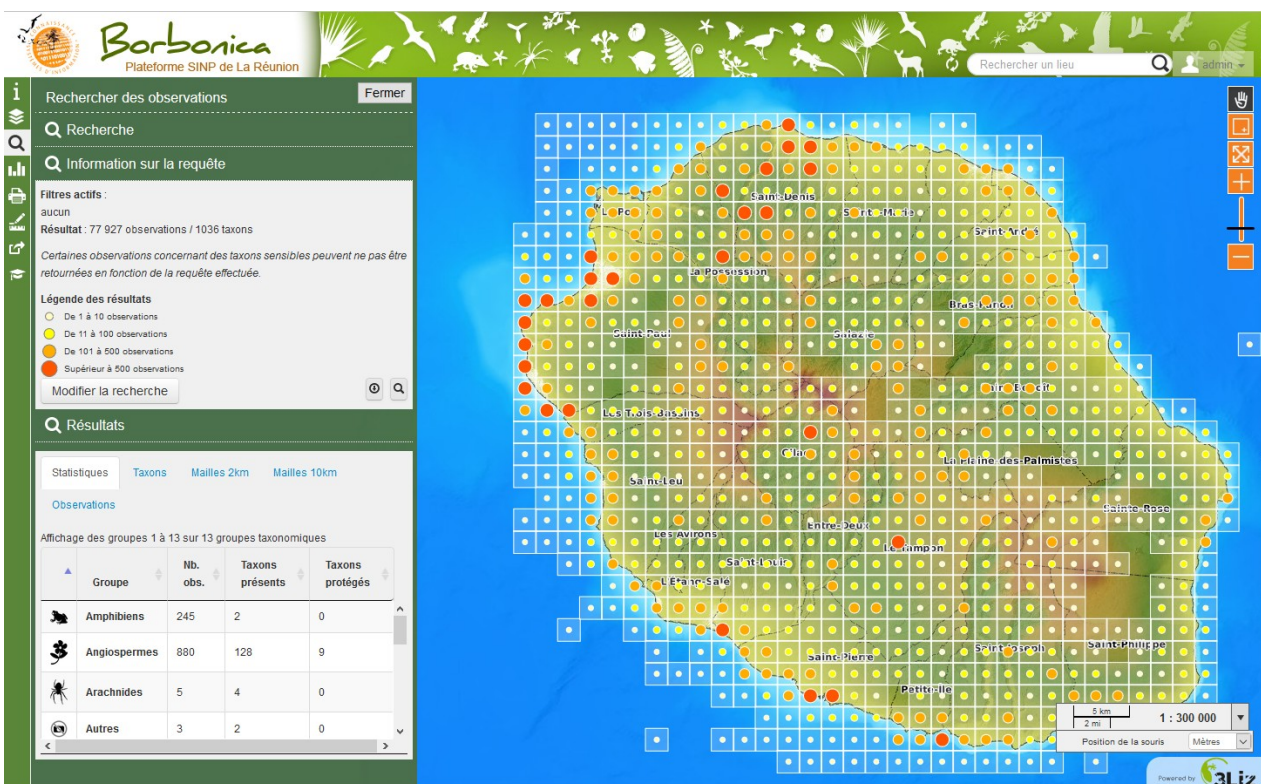 Borbonica
Plateforme SINP de La Réunion
Rechercher un lieu
admin
Rechercher des observations
Fermer
Recherche
Information sur la requête
Filtres actifs :
aucun
Résultat : 77 927 observations / 1036 taxons
Certaines observations concernant des taxons sensibles peuvent ne pas être
retournées en fonction de la requête effectuée.
Légende des résultats
De 1 à 10 observations
De 11 à 100 observations
De 101 à 500 observations
Supérieur à 500 observations
Modifier la recherche
Résultats
Statistiques Taxons Mailles 2km Mailles 10km
Observations
Affichage des groupes 1 à 13 sur 13 groupes taxonomiques
Groupe Nb. obs. Taxons présents Taxons protégés
Amphibiens 245 2 0
Angiospermes 880 128 9
Arachnides 5 4 0
Autres 3 2 0
Saint-Denis
Sainte-Marie
Saint-André
La Possession
Bras-Panon
Saint-Paul
Salazie
Saint-Benoit
Les Trois-Bassins
Cilaos
La Plaine-des-Palmistes
Saint-Leu
Sainte-Rose
Entre-Deux
Les Avirons
Le Tampon
Saint-Louis
L'Étang-Salé
Saint-Joseph
Saint-Philippe
Saint-Pierre
Petite-Ile
5 km
2 mi
1 : 300 000
Position de la souris
Mètres
Powered by 3Liz